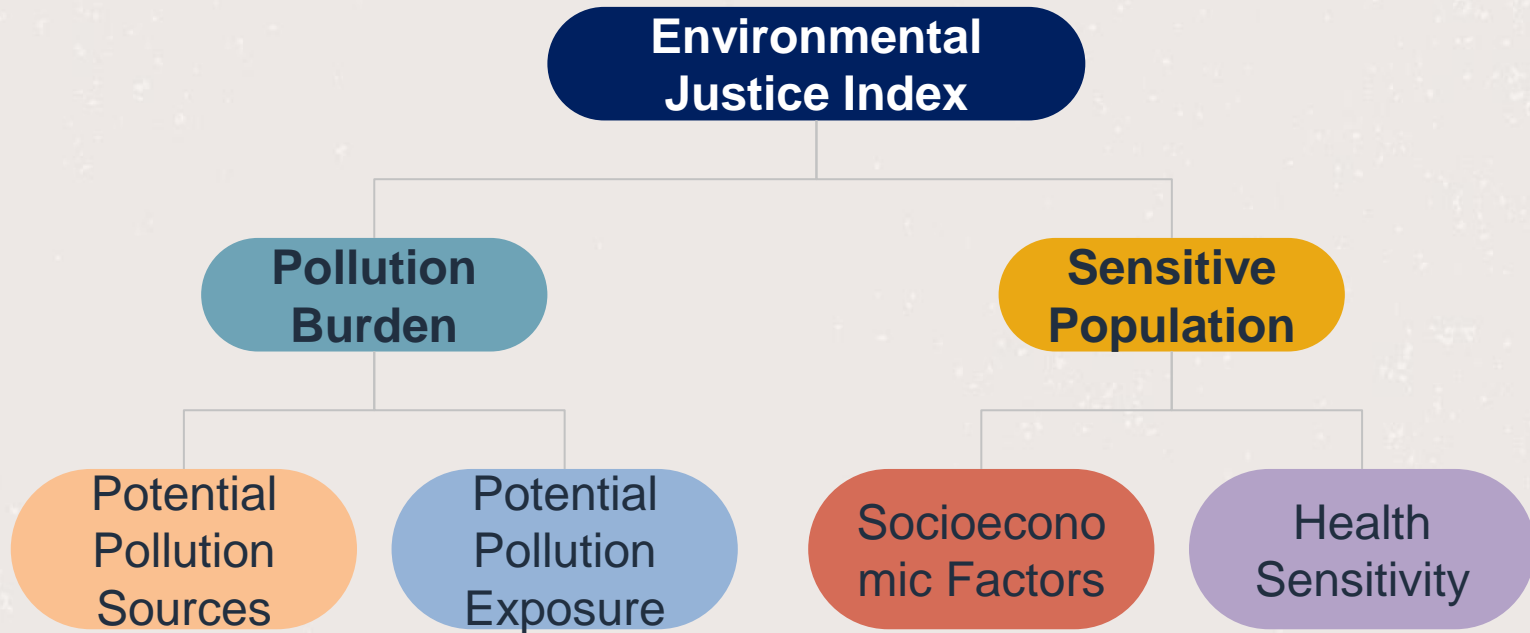 Environmental
Justice Index
Pollution
Burden
Sensitive
Population
Potential
Pollution
Sources
Potential
Pollution
Exposure
Socioecono
mic Factors
Health
Sensitivity